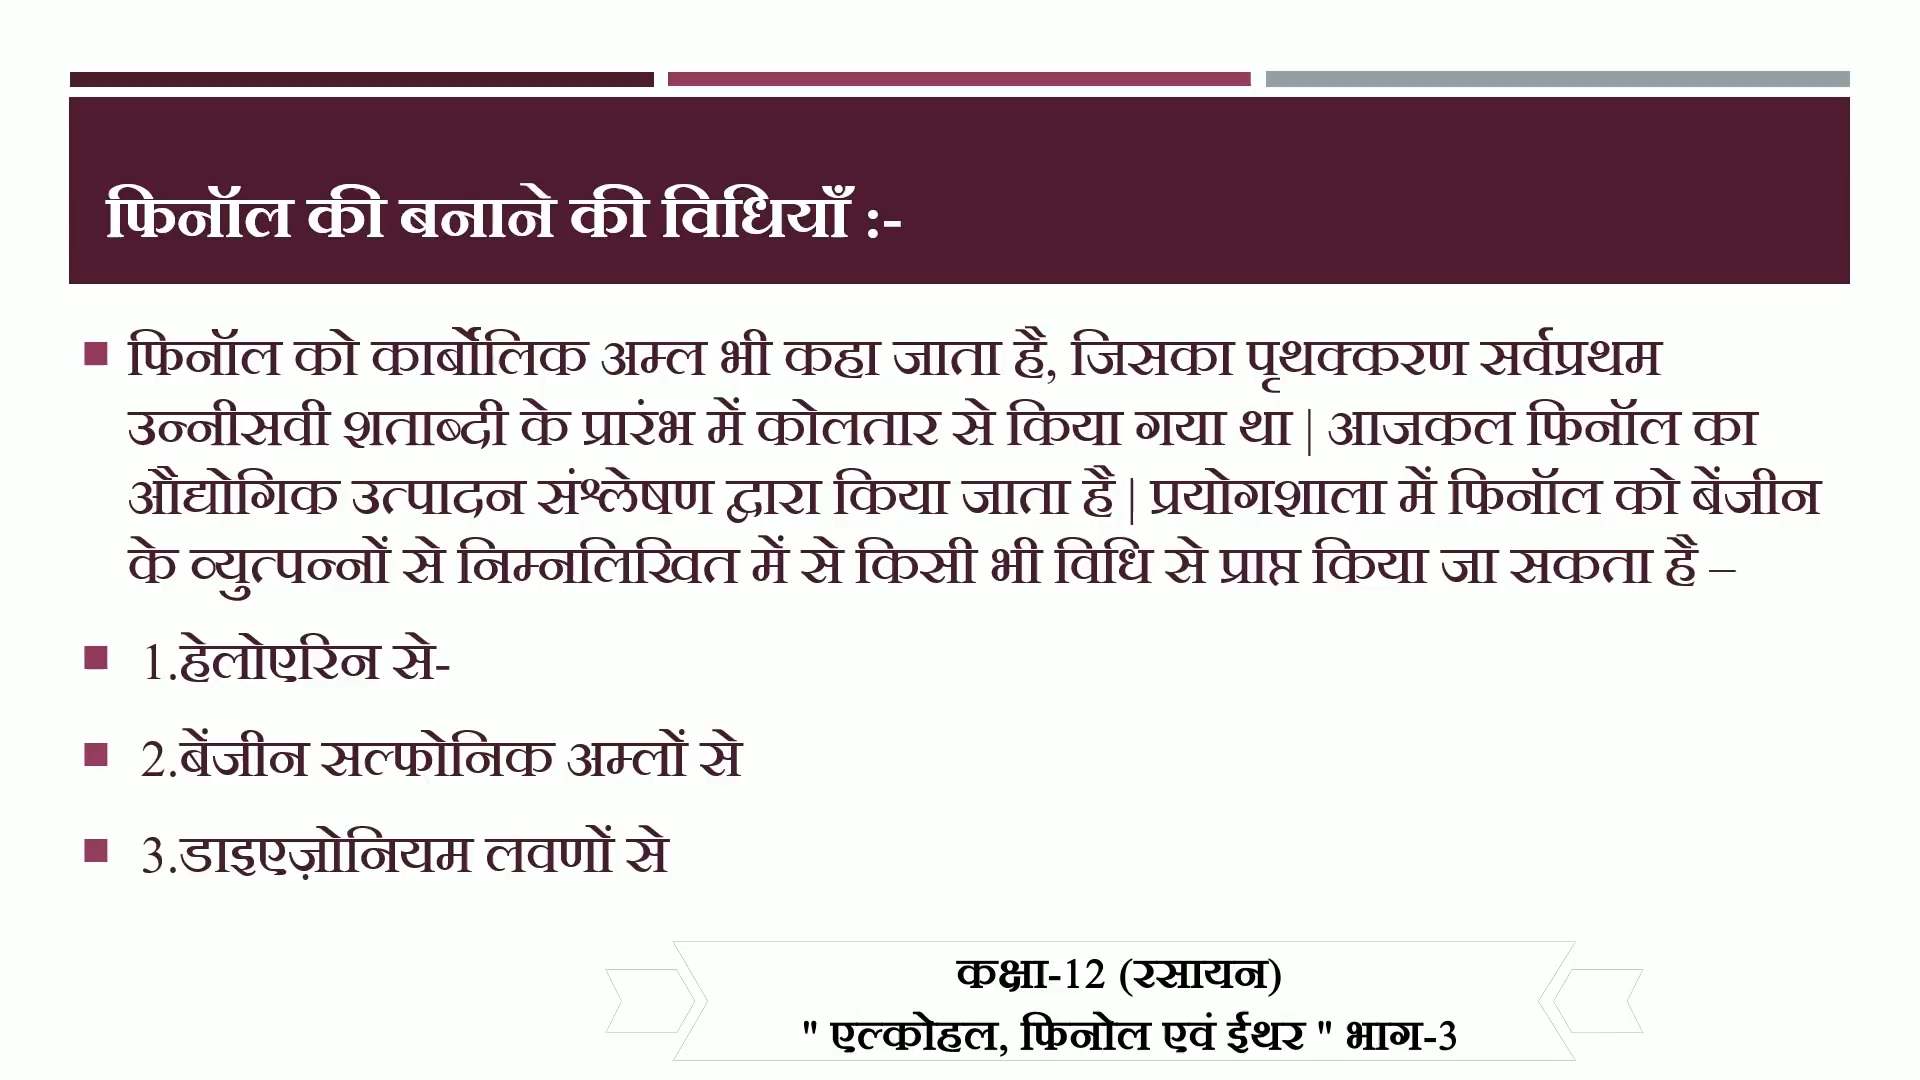 फिनॉल की बनाने की विधियाँ :-
फिनॉल को कार्बोलिक अम्ल भी कहा जाता है, जिसका पृथक्करण सर्वप्रथम
उन्नीसवी शताब्दी के प्रारंभ में कोलतार से किया गया था | आजकल फिनॉल का
औद्योगिक उत्पादन संश्लेषण द्वारा किया जाता है | प्रयोगशाला में फिनॉल को बेंजीन
के व्युत्पन्नों से निम्नलिखित में से किसी भी विधि से प्राप्त किया जा सकता है –
1.हेलोएरिन से-
2.बेंजीन सल्फोनिक अम्लों से
3.डाइएज़ोनियम लवणों से
कक्षा-12 (रसायन)
" एल्कोहल, फिनोल एवं ईथर " भाग-3